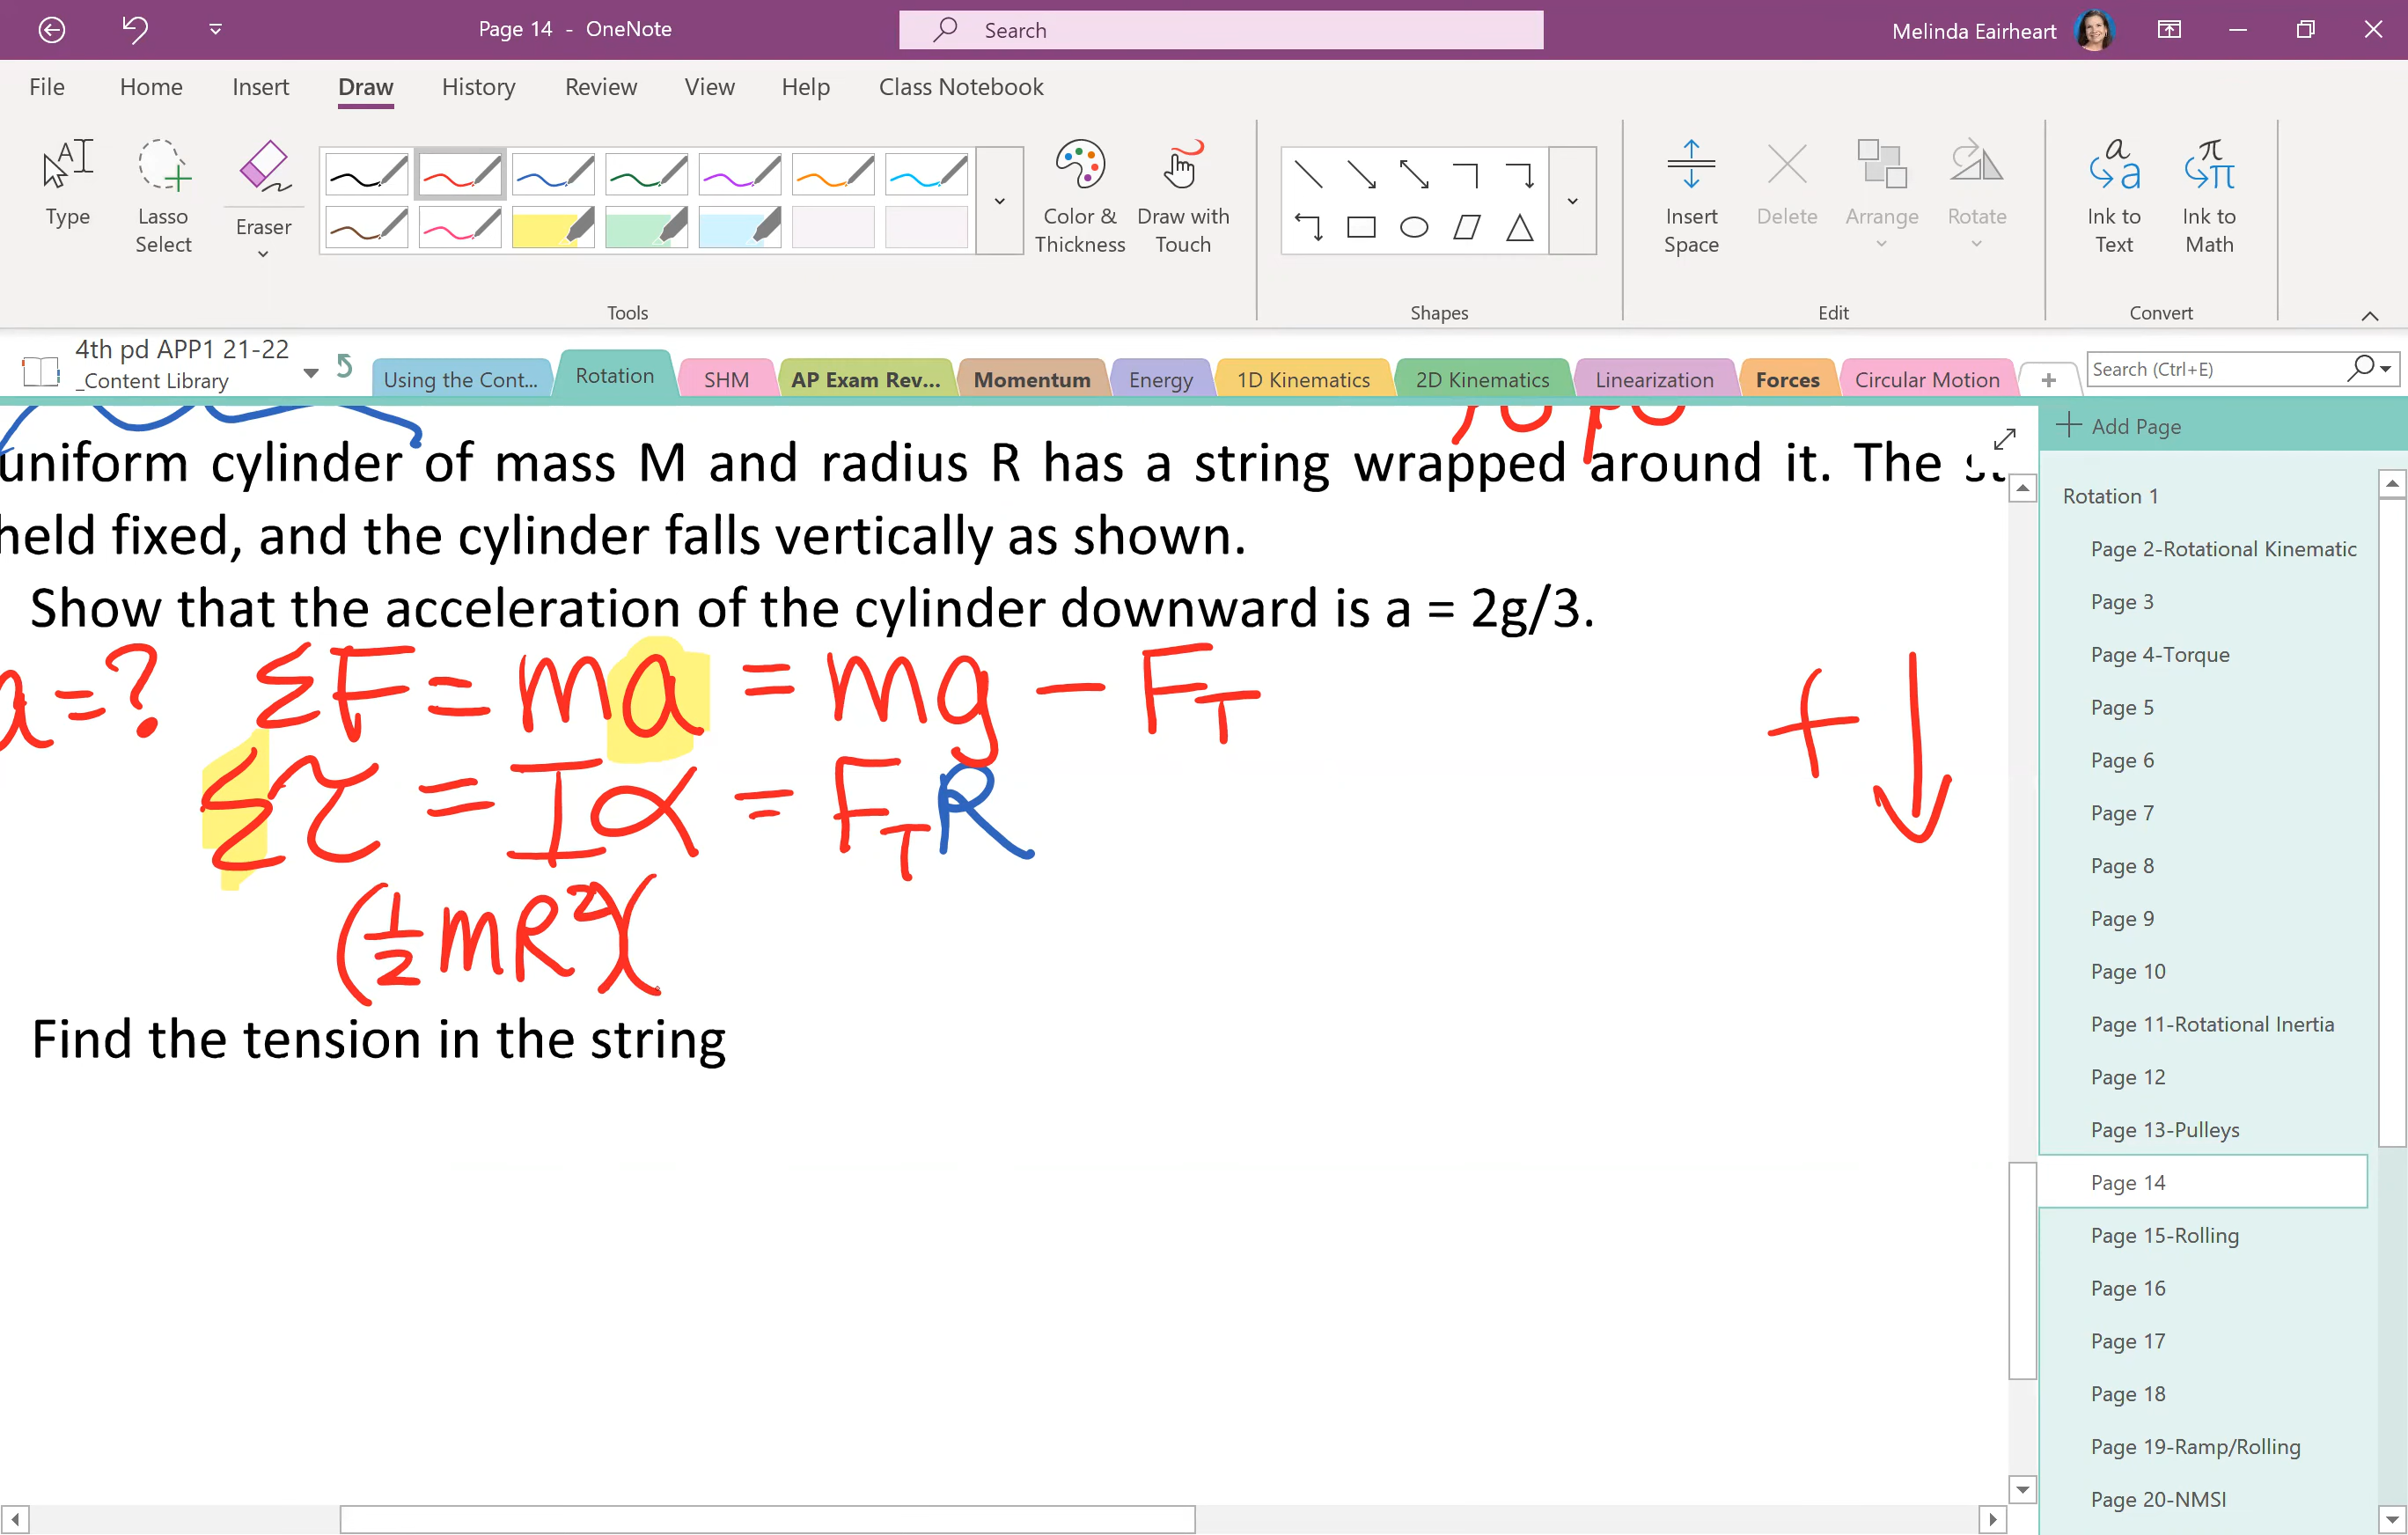 Page 14 - OneNote
Search
Melinda Eairheart
File Home Insert Draw History Review View Help Class Notebook
Type
Lasso Select
Eraser
Color & Thickness
Draw with Touch
Insert Space
Delete
Arrange
Rotate
Ink to Text
Ink to Math
Tools
Shapes
Edit
Convert
4th pd APP1 21-22
_Content Library
Using the Cont... Rotation SHM AP Exam Rev... Momentum Energy 1D Kinematics 2D Kinematics Linearization Forces Circular Motion +
Search (Ctrl+E)
uniform cylinder of mass M and radius R has a string wrapped around it. The
held fixed, and the cylinder falls vertically as shown.
Show that the acceleration of the cylinder downward is a = 2g/3.
a=? ΣF = ma = mg - F_T
+ ↓
Στ = Iα = F_T R
(½ mR²)(
Find the tension in the string
Add Page
Rotation 1
Page 2-Rotational Kinematic
Page 3
Page 4-Torque
Page 5
Page 6
Page 7
Page 8
Page 9
Page 10
Page 11-Rotational Inertia
Page 12
Page 13-Pulleys
Page 14
Page 15-Rolling
Page 16
Page 17
Page 18
Page 19-Ramp/Rolling
Page 20-NMSI